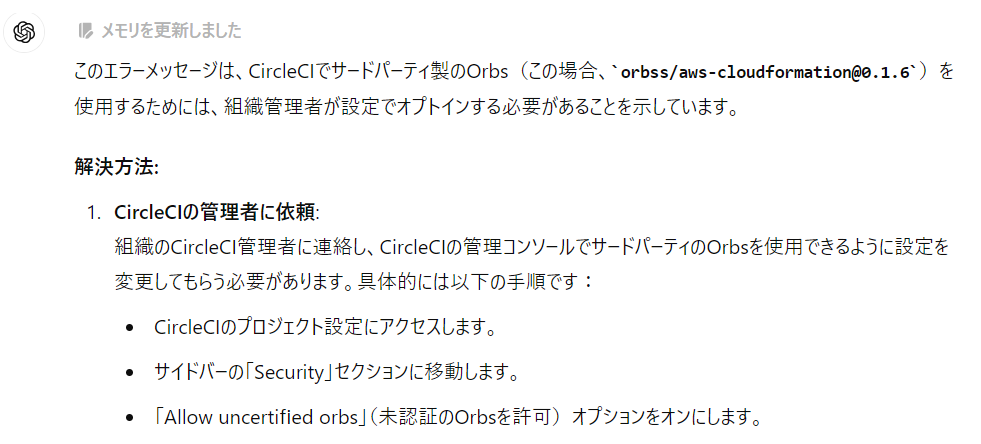 メモリを更新しました
このエラーメッセージは、CircleCIでサードパーティ製のOrbs（この場合、`orbss/aws-cloudformation@0.1.6`）を
使用するためには、組織管理者が設定でオプトインする必要があることを示しています。
解決方法:
1. CircleCIの管理者に依頼:
組織のCircleCI管理者に連絡し、CircleCIの管理コンソールでサードパーティのOrbsを使用できるように設定を
変更してもらう必要があります。具体的には以下の手順です：
• CircleCIのプロジェクト設定にアクセスします。
• サイドバーの「Security」セクションに移動します。
• 「Allow uncertified orbs」（未認証のOrbsを許可）オプションをオンにします。